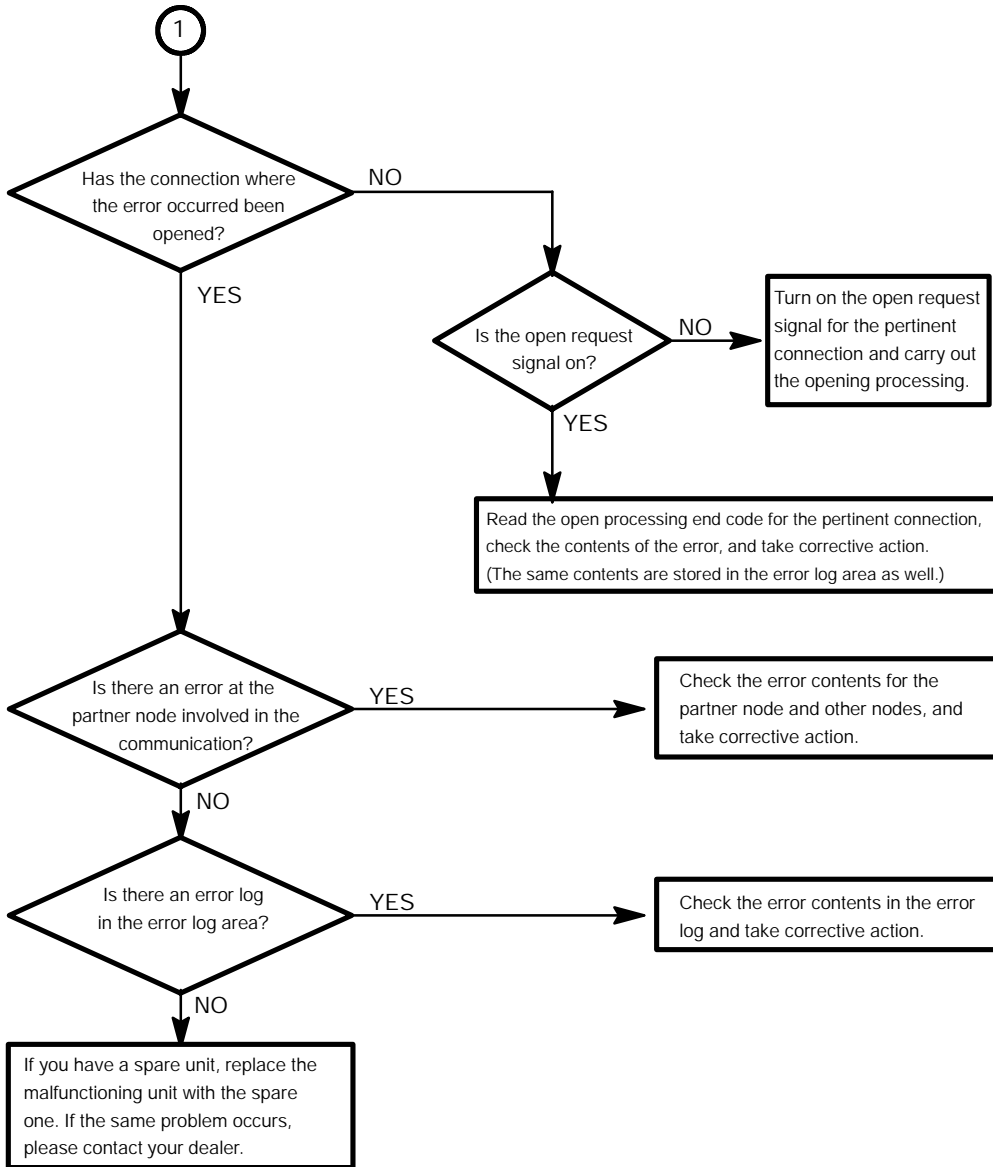 1
Has the connection where
the error occurred been
opened?
NO
YES
Is the open request
signal on?
NO
Turn on the open request
signal for the pertinent
connection and carry out
the opening processing.
YES
Read the open processing end code for the pertinent connection,
check the contents of the error, and take corrective action.
(The same contents are stored in the error log area as well.)
Is there an error at the
partner node involved in the
communication?
YES
Check the error contents for the
partner node and other nodes, and
take corrective action.
NO
Is there an error log
in the error log area?
YES
Check the error contents in the error
log and take corrective action.
NO
If you have a spare unit, replace the
malfunctioning unit with the spare
one. If the same problem occurs,
please contact your dealer.